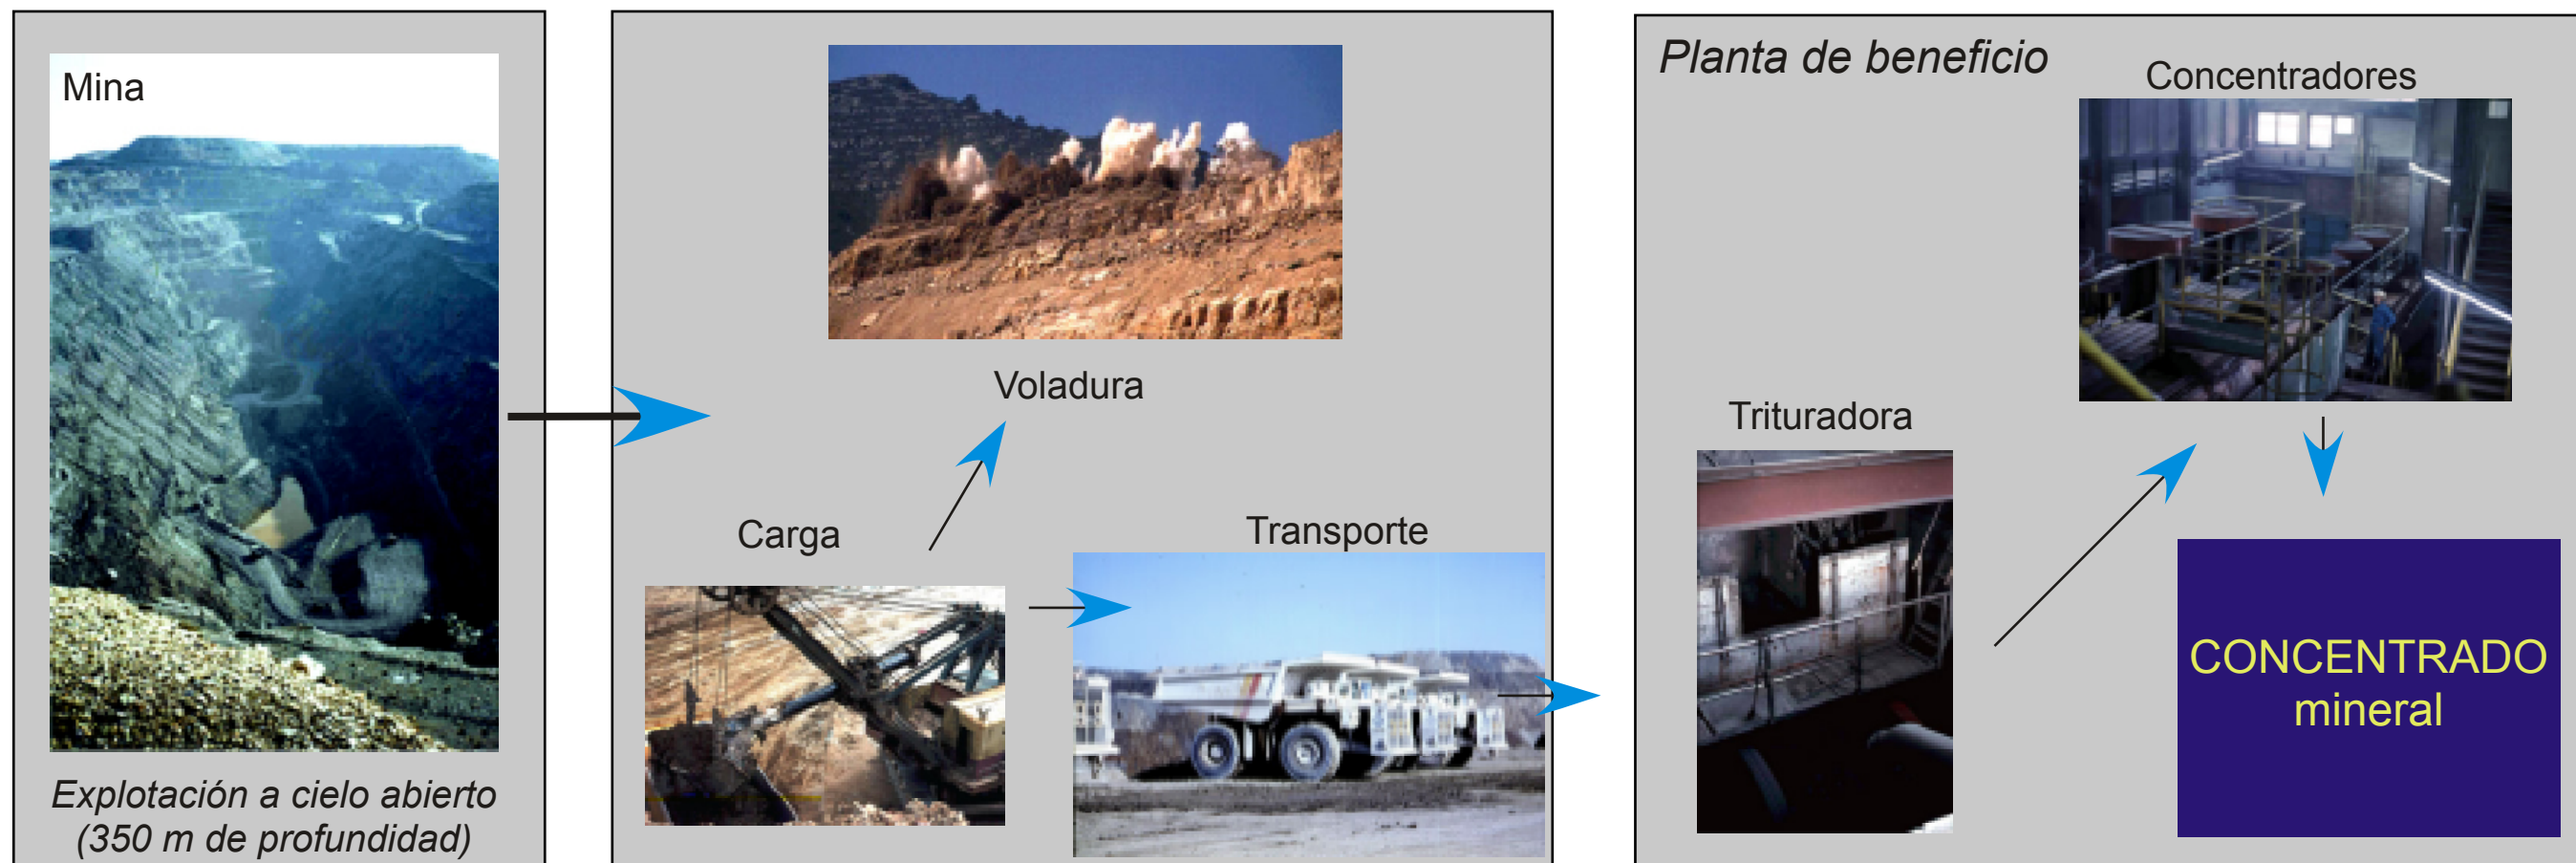 Mina
Explotación a cielo abierto
(350 m de profundidad)
Voladura
Carga
Transporte
Planta de beneficio
Concentradores
Trituradora
CONCENTRADO
mineral